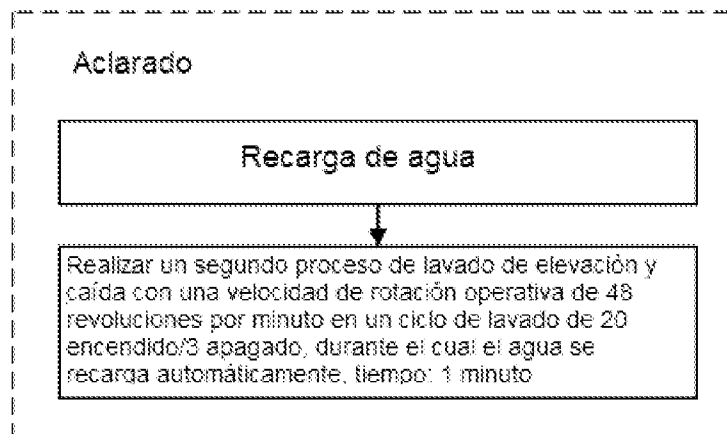 Aclarado
Recarga de agua
Realizar un segundo proceso de lavado de elevación y
caída con una velocidad de rotación operativa de 48
revoluciones por minuto en un ciclo de lavado de 20
encendido/3 apagado, durante el cual el agua se
recarga automáticamente, tiempo: 1 minuto